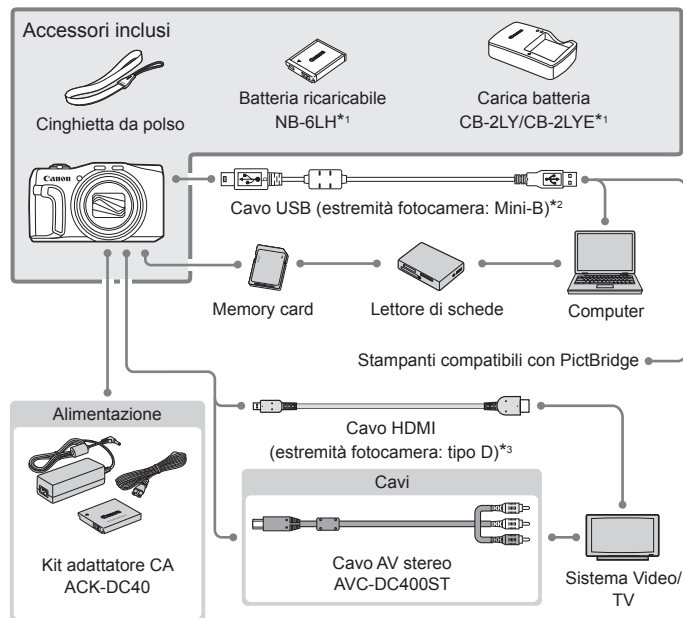 Accessori inclusi
Cinghietta da polso
Batteria ricaricabile
NB-6LH*1
Carica batteria
CB-2LY/CB-2LYE*1
Canon
Cavo USB (estremità fotocamera: Mini-B)*2
Memory card
Lettore di schede
Computer
Stampanti compatibili con PictBridge
Alimentazione
Kit adattatore CA
ACK-DC40
Cavo HDMI
(estremità fotocamera: tipo D)*3
Cavi
Cavo AV stereo
AVC-DC400ST
Sistema Video/
TV